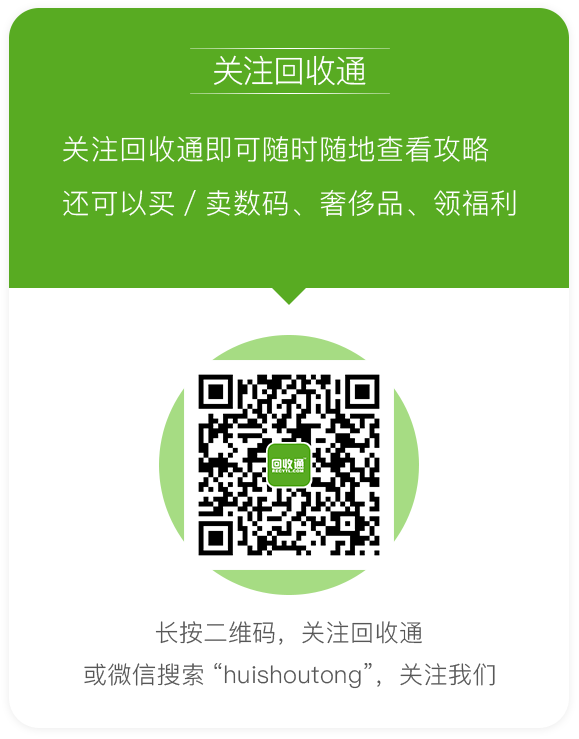 关注回收通
关注回收通即可随时随地查看攻略
还可以买 / 卖数码、奢侈品、领福利
回收通
RECYTL.COM
长按二维码，关注回收通
或微信搜索 “huishoutong”，关注我们